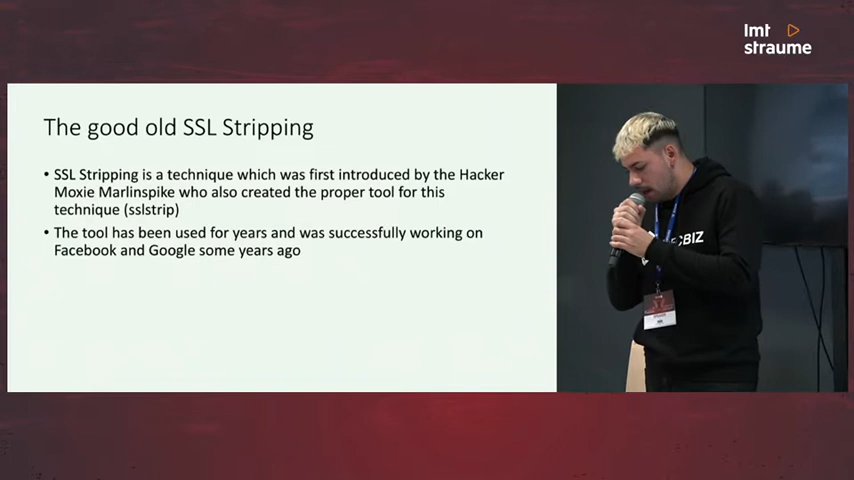 lmt
straume
The good old SSL Stripping
• SSL Stripping is a technique which was first introduced by the Hacker
Moxie Marlinspike who also created the proper tool for this
technique (sslstrip)
• The tool has been used for years and was successfully working on
Facebook and Google some years ago
CBIZ